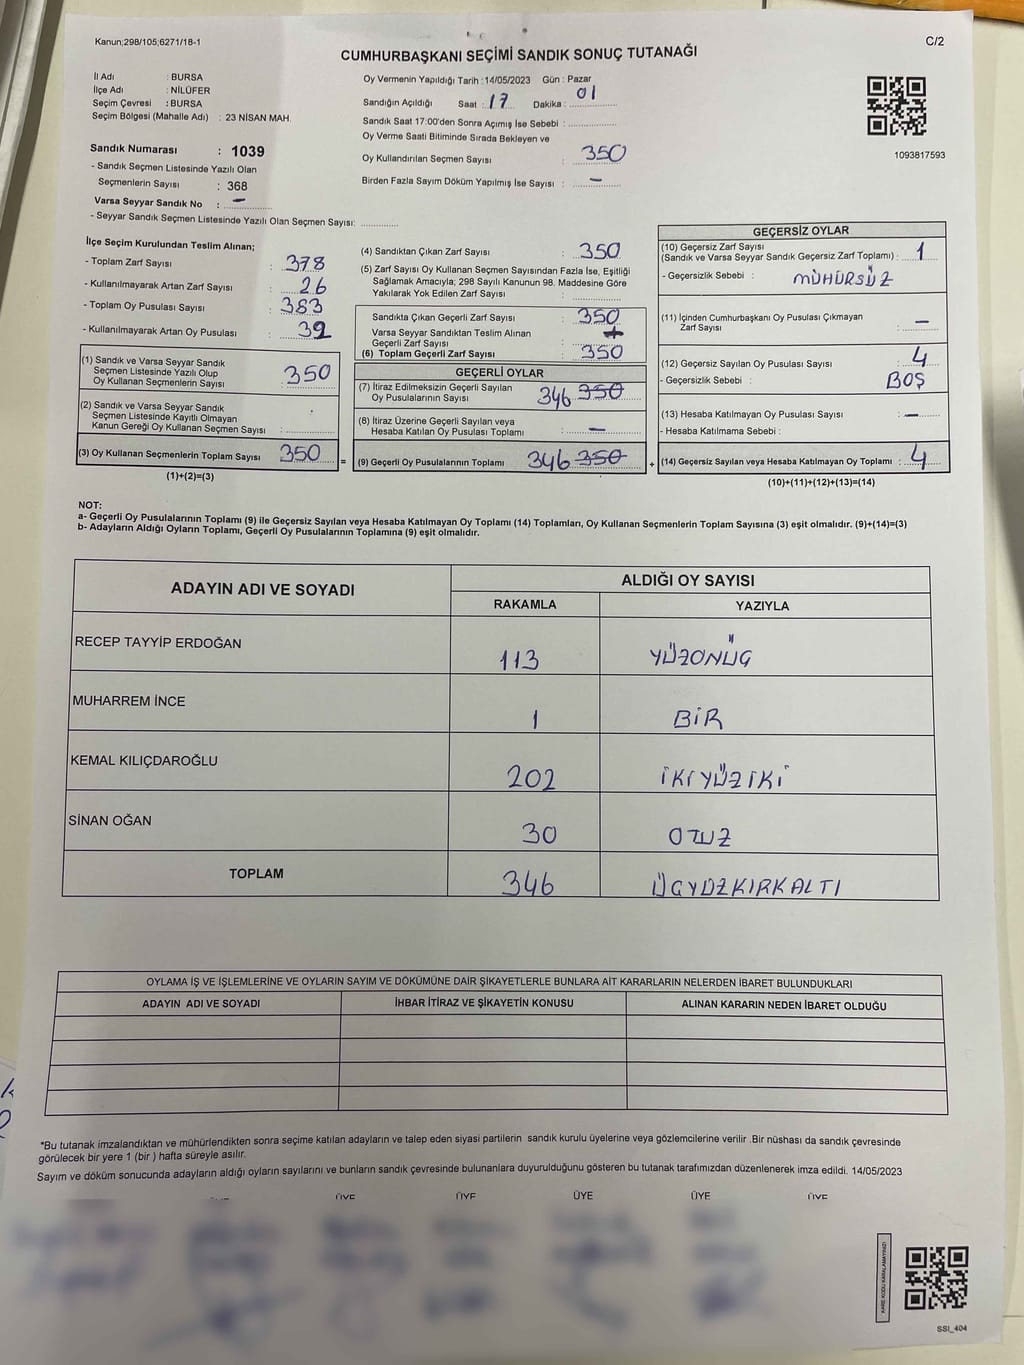 Kanun;298/105;6271/18-1
C/2
CUMHURBAŞKANI SEÇİMİ SANDIK SONUÇ TUTANAĞI
İl Adı : BURSA
İlçe Adı : NİLÜFER
Seçim Çevresi : BURSA
Seçim Bölgesi (Mahalle Adı) : 23 NİSAN MAH.
Oy Vermenin Yapıldığı Tarih :14/05/2023 Gün : Pazar
Sandığın Açıldığı Saat : 17 Dakika : 01
Sandık Saat 17:00'den Sonra Açımış İse Sebebi :
Oy Verme Saati Bitiminde Sırada Bekleyen ve
Oy Kullandırılan Seçmen Sayısı : 350
Birden Fazla Sayım Döküm Yapılmış İse Sayısı : —
1093817593
Sandık Numarası : 1039
- Sandık Seçmen Listesinde Yazılı Olan
Seçmenlerin Sayısı : 368
Varsa Seyyar Sandık No : —
- Seyyar Sandık Seçmen Listesinde Yazılı Olan Seçmen Sayısı:
İlçe Seçim Kurulundan Teslim Alınan;
- Toplam Zarf Sayısı : 378
- Kullanılmayarak Artan Zarf Sayısı : 26
- Toplam Oy Pusulası Sayısı : 383
- Kullanılmayarak Artan Oy Pusulası : 32
(1) Sandık ve Varsa Seyyar Sandık
Seçmen Listesinde Yazılı Olup
Oy Kullanan Seçmenlerin Sayısı : 350
(2) Sandık ve Varsa Seyyar Sandık
Seçmen Listesinde Kayıtlı Olmayan
Kanun Gereği Oy Kullanan Seçmen Sayısı :
(3) Oy Kullanan Seçmenlerin Toplam Sayısı 350
(1)+(2)=(3)
(4) Sandıktan Çıkan Zarf Sayısı : 350
(5) Zarf Sayısı Oy Kullanan Seçmen Sayısından Fazla İse, Eşitliği
Sağlamak Amacıyla; 298 Sayılı Kanunun 98. Maddesine Göre
Yakılarak Yok Edilen Zarf Sayısı :
Sandıkta Çıkan Geçerli Zarf Sayısı : 350
Varsa Seyyar Sandıktan Teslim Alınan
Geçerli Zarf Sayısı :
(6) Toplam Geçerli Zarf Sayısı : 350
GEÇERLİ OYLAR
(7) İtiraz Edilmeksizin Geçerli Sayılan
Oy Pusulalarının Sayısı 346 350
(8) İtiraz Üzerine Geçerli Sayılan veya
Hesaba Katılan Oy Pusulası Toplamı : —
= (9) Geçerli Oy Pusulalarının Toplamı 346 350
GEÇERSİZ OYLAR
(10) Geçersiz Zarf Sayısı
(Sandık ve Varsa Seyyar Sandık Geçersiz Zarf Toplamı) : 1
- Geçersizlik Sebebi : MÜHÜRSÜZ
(11) İçinden Cumhurbaşkanı Oy Pusulası Çıkmayan
Zarf Sayısı : —
(12) Geçersiz Sayılan Oy Pusulası Sayısı : 4
- Geçersizlik Sebebi : BOŞ
(13) Hesaba Katılmayan Oy Pusulası Sayısı : —
- Hesaba Katılmama Sebebi :
+ (14) Geçersiz Sayılan veya Hesaba Katılmayan Oy Toplamı : 4
(10)+(11)+(12)+(13)=(14)
NOT:
a- Geçerli Oy Pusulalarının Toplamı (9) ile Geçersiz Sayılan veya Hesaba Katılmayan Oy Toplamı (14) Toplamları, Oy Kullanan Seçmenlerin Toplam Sayısına (3) eşit olmalıdır. (9)+(14)=(3)
b- Adayların Aldığı Oyların Toplamı, Geçerli Oy Pusulalarının Toplamına (9) eşit olmalıdır.
ADAYIN ADI VE SOYADI
ALDIĞI OY SAYISI
RAKAMLA YAZIYLA
RECEP TAYYİP ERDOĞAN 113 YÜZONÜÇ
MUHARREM İNCE 1 BİR
KEMAL KILIÇDAROĞLU 202 İKİYÜZİKİ
SİNAN OĞAN 30 OTUZ
TOPLAM 346 ÜÇYÜZKIRKALTI
OYLAMA İŞ VE İŞLEMLERİNE VE OYLARIN SAYIM VE DÖKÜMÜNE DAİR ŞİKAYETLERLE BUNLARA AİT KARARLARIN NELERDEN İBARET BULUNDUKLARI
ADAYIN ADI VE SOYADI İHBAR İTİRAZ VE ŞİKAYETİN KONUSU ALINAN KARARIN NEDEN İBARET OLDUĞU
*Bu tutanak imzalandıktan ve mühürlendikten sonra seçime katılan adayların ve talep eden siyasi partilerin sandık kurulu üyelerine veya gözlemcilerine verilir .Bir nüshası da sandık çevresinde
görülecek bir yere 1 (bir ) hafta süreyle asılır.
Sayım ve döküm sonucunda adayların aldığı oyların sayılarını ve bunların sandık çevresinde bulunanlara duyurulduğunu gösteren bu tutanak tarafımızdan düzenlenerek imza edildi. 14/05/2023
ÜYE ÜYE ÜYE ÜYE ÜYE
KARE KODU KARALAMAYINIZ!
SSI_404